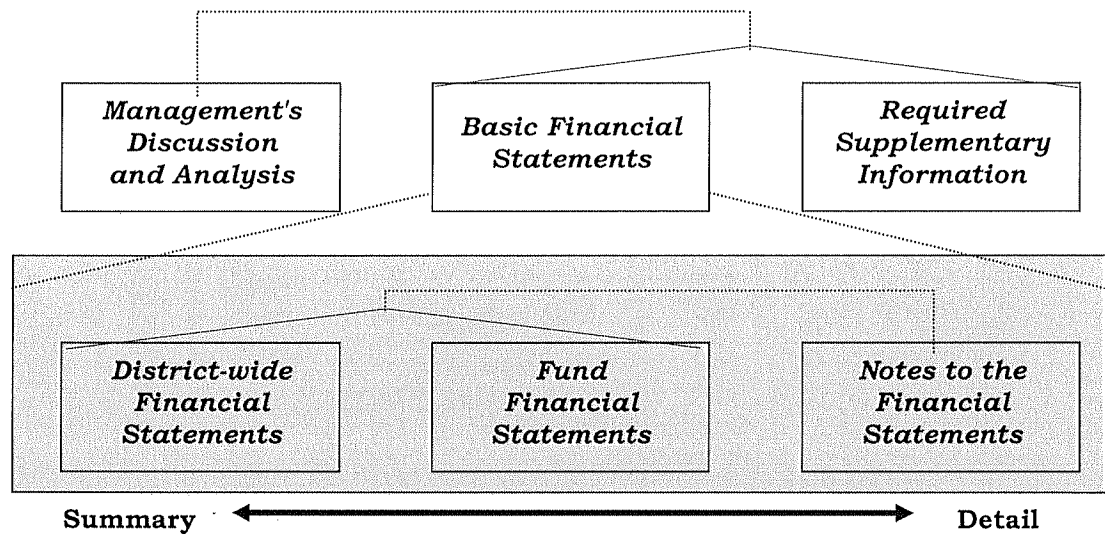 Management's
Discussion
and Analysis
Basic Financial
Statements
Required
Supplementary
Information
District-wide
Financial
Statements
Fund
Financial
Statements
Notes to the
Financial
Statements
Summary
Detail